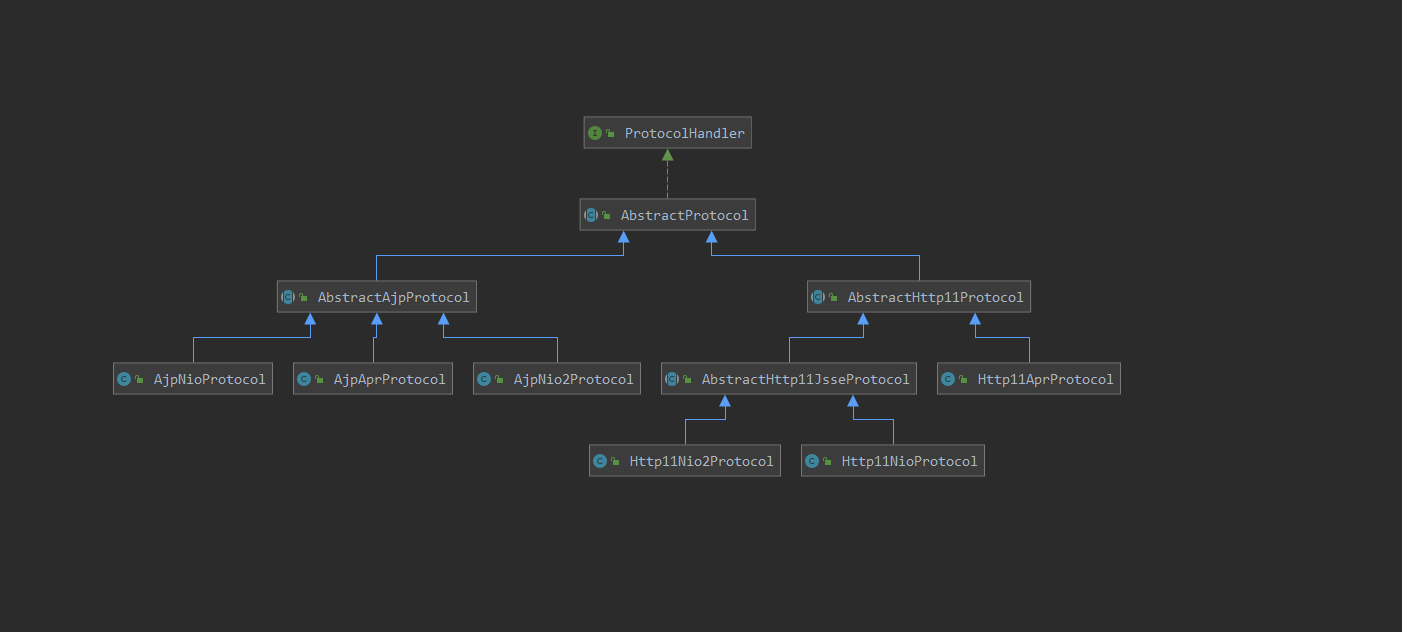 ProtocolHandler
AbstractProtocol
AbstractAjpProtocol
AbstractHttp11Protocol
AjpNioProtocol
AjpAprProtocol
AjpNio2Protocol
AbstractHttp11JsseProtocol
Http11AprProtocol
Http11Nio2Protocol
Http11NioProtocol